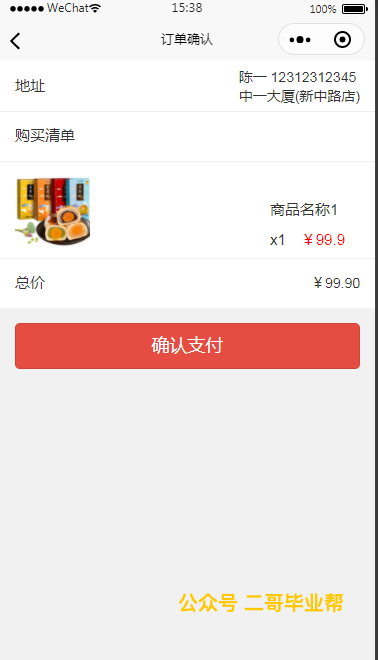 WeChat 15:38 100%
订单确认
地址
陈一 12312312345
中一大厦(新中路店)
购买清单
商品名称1
x1 ￥99.9
总价 ￥99.90
确认支付
公众号 二哥毕业帮